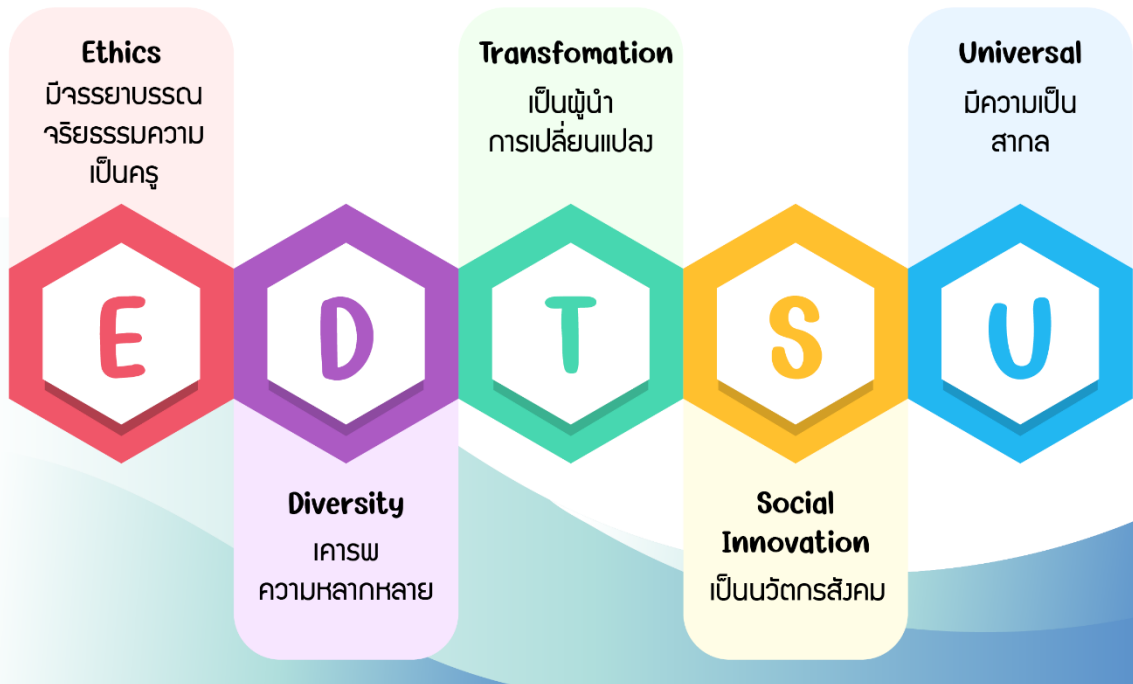 Ethics
มีจรรยาบรรณ
จริยธรรมความ
เป็นครู
Transfomation
เป็นผู้นำ
การเปลี่ยนแปลง
Universal
มีความเป็น
สากล
E
D
T
S
U
Diversity
เคารพ
ความหลากหลาย
Social
Innovation
เป็นนวัตกรสังคม